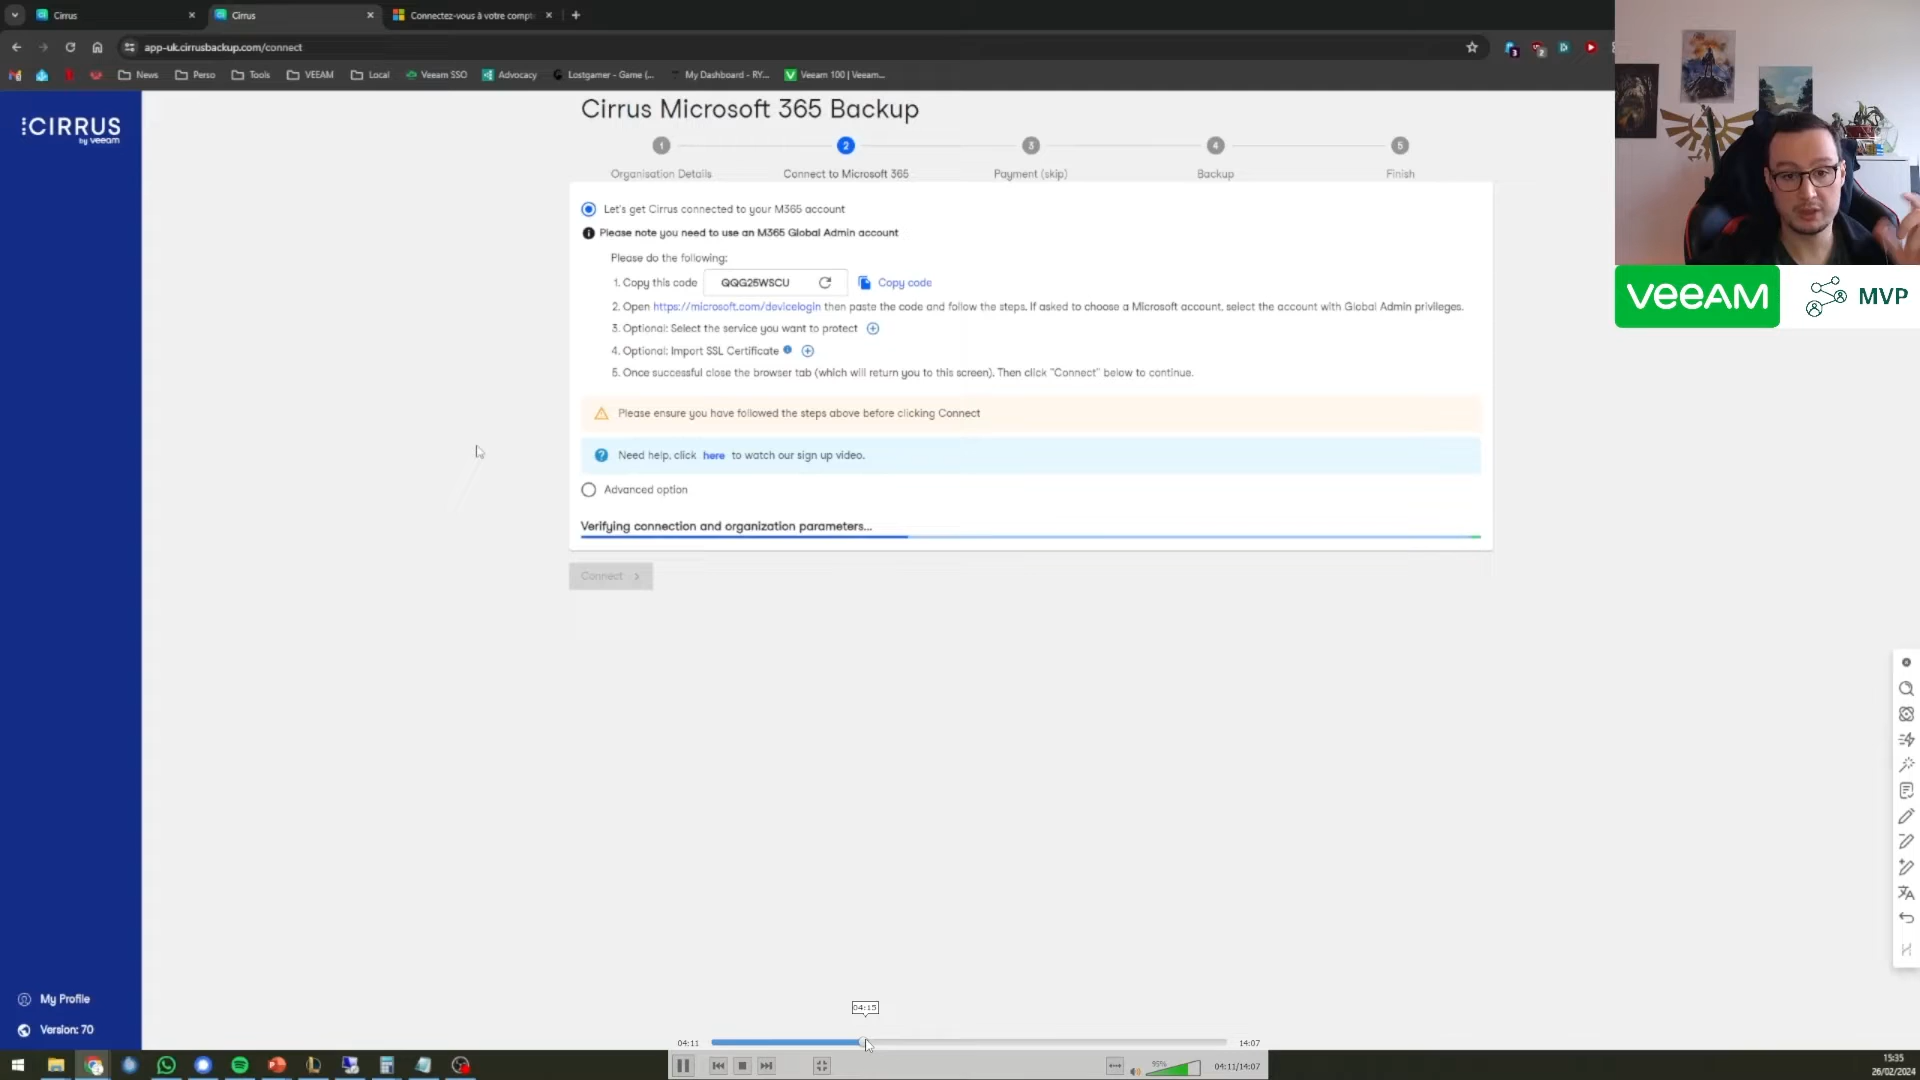 Cirrus
Cirrus
Connectez-vous à votre compt
app-uk.cirrusbackup.com/connect
3
2
News
Perso
Tools
VEEAM
Local
Veeam SSO
Advocacy
Lostgamer - Game (...
My Dashboard - RY...
Veeam 100 | Veeam...
CIRRUS
by veeam
Cirrus Microsoft 365 Backup
1
2
3
4
5
Organisation Details
Connect to Microsoft 365
Payment (skip)
Backup
Finish
Let's get Cirrus connected to your M365 account
Please note you need to use an M365 Global Admin account
Please do the following:
1. Copy this code QQG25WSCU Copy code
2. Open https://microsoft.com/devicelogin then paste the code and follow the steps. If asked to choose a Microsoft account, select the account with Global Admin privileges.
3. Optional: Select the service you want to protect
4. Optional: Import SSL Certificate
5. Once successful close the browser tab (which will return you to this screen). Then click "Connect" below to continue.
Please ensure you have followed the steps above before clicking Connect
Need help, click here to watch our sign up video.
Advanced option
Verifying connection and organization parameters...
Connect
veeAM
MVP
My Profile
Version: 70
04:15
04:11
14:07
95%
04:11/14:07
15:35
26/02/2024